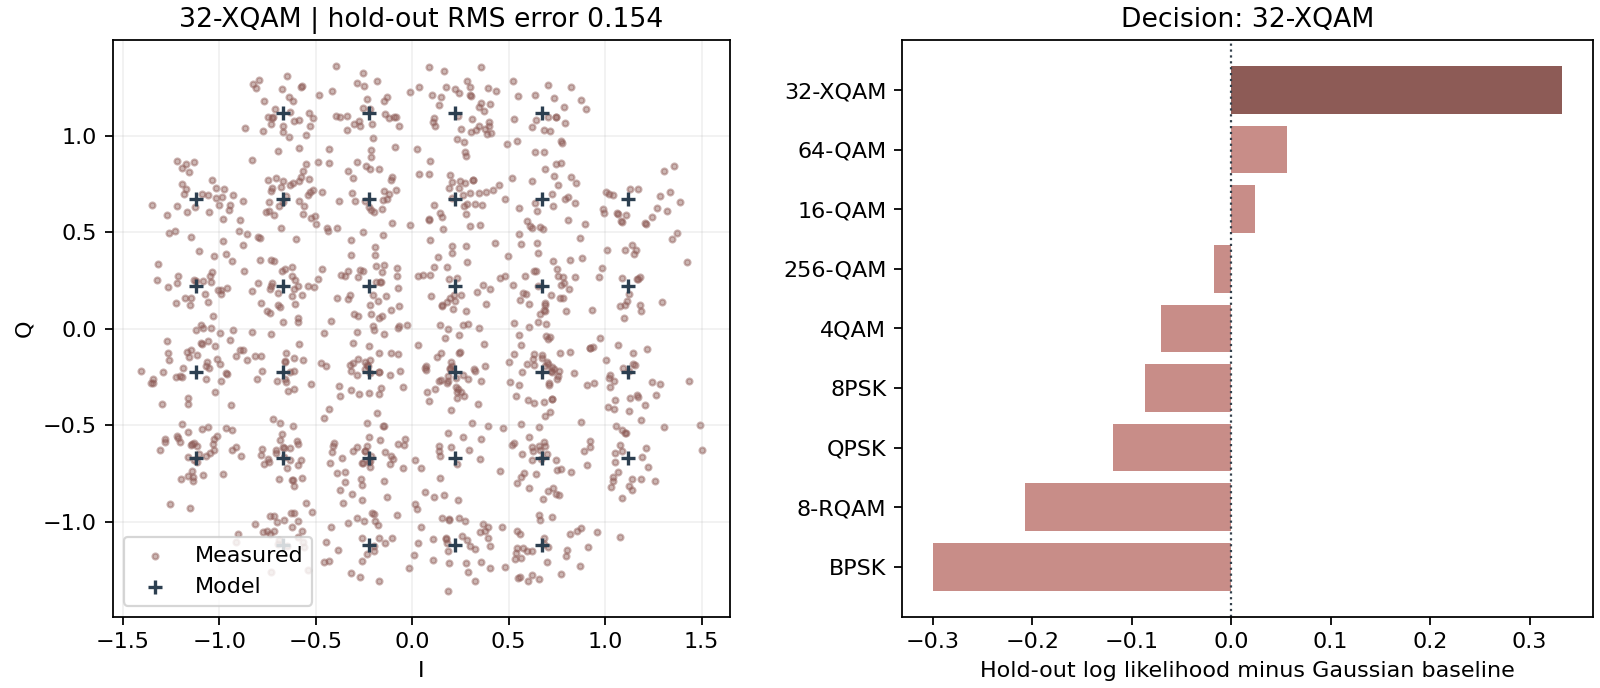 32-XQAM | hold-out RMS error 0.154
1.0
0.5
0.0
−0.5
−1.0
Q
−1.5
−1.0
−0.5
0.0
0.5
1.0
1.5
I
Measured
Model
Decision: 32-XQAM
32-XQAM
64-QAM
16-QAM
256-QAM
4QAM
8PSK
QPSK
8-RQAM
BPSK
−0.3
−0.2
−0.1
0.0
0.1
0.2
0.3
Hold-out log likelihood minus Gaussian baseline